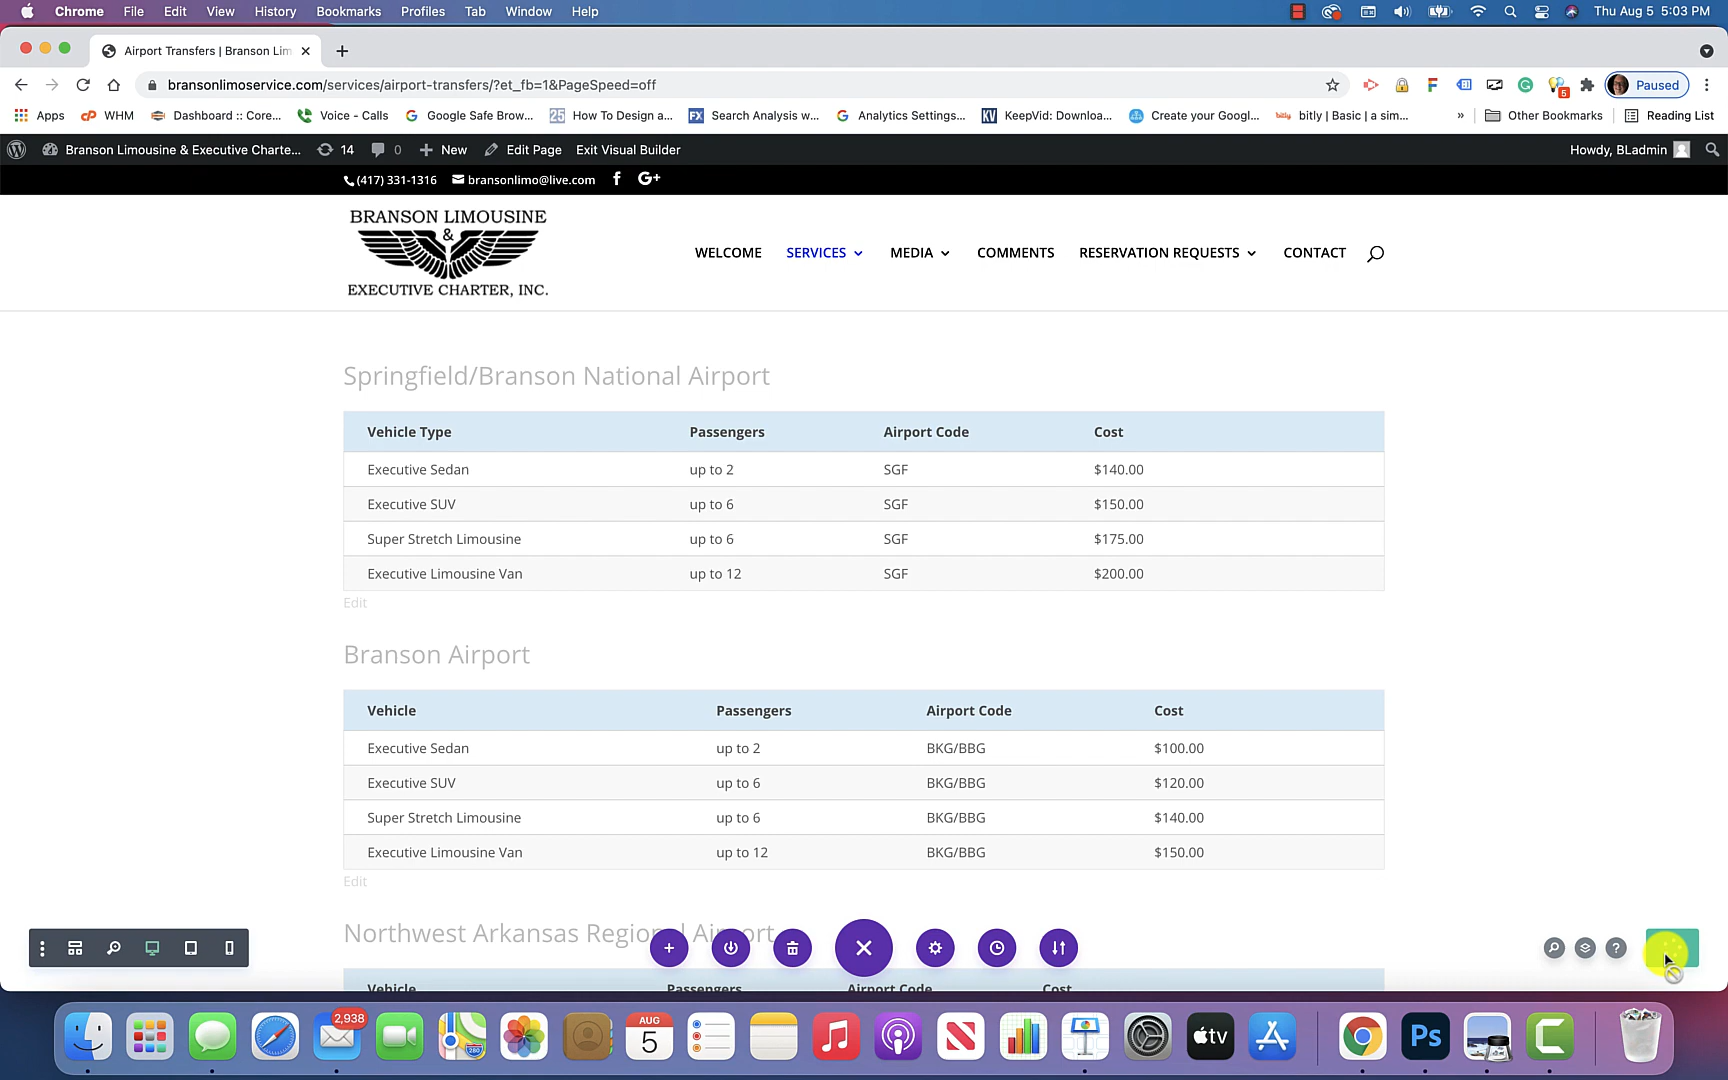 Chrome File Edit View History Bookmarks Profiles Tab Window Help Thu Aug 5 5:03 PM
Airport Transfers | Branson Lim
bransonlimoservice.com/services/airport-transfers/?et_fb=1&PageSpeed=off
5
Paused
Apps cP WHM Dashboard :: Core... Voice - Calls Google Safe Brow... 25 How To Design a... FX Search Analysis w... Analytics Settings... KV KeepVid: Downloa... Create your Googl... bitly | Basic | a sim... » Other Bookmarks Reading List
Branson Limousine & Executive Charte... 14 0 New Edit Page Exit Visual Builder Howdy, BLadmin
(417) 331-1316 bransonlimo@live.com f G+
BRANSON LIMOUSINE
&
EXECUTIVE CHARTER, INC.
WELCOME SERVICES MEDIA COMMENTS RESERVATION REQUESTS CONTACT
Springfield/Branson National Airport
Vehicle Type Passengers Airport Code Cost
Executive Sedan up to 2 SGF $140.00
Executive SUV up to 6 SGF $150.00
Super Stretch Limousine up to 6 SGF $175.00
Executive Limousine Van up to 12 SGF $200.00
Edit
Branson Airport
Vehicle Passengers Airport Code Cost
Executive Sedan up to 2 BKG/BBG $100.00
Executive SUV up to 6 BKG/BBG $120.00
Super Stretch Limousine up to 6 BKG/BBG $140.00
Executive Limousine Van up to 12 BKG/BBG $150.00
Edit
Northwest Arkansas Regional Airport
Vehicle Passengers Airport Code Cost
2,938
AUG
5
280
tv
Ps
C